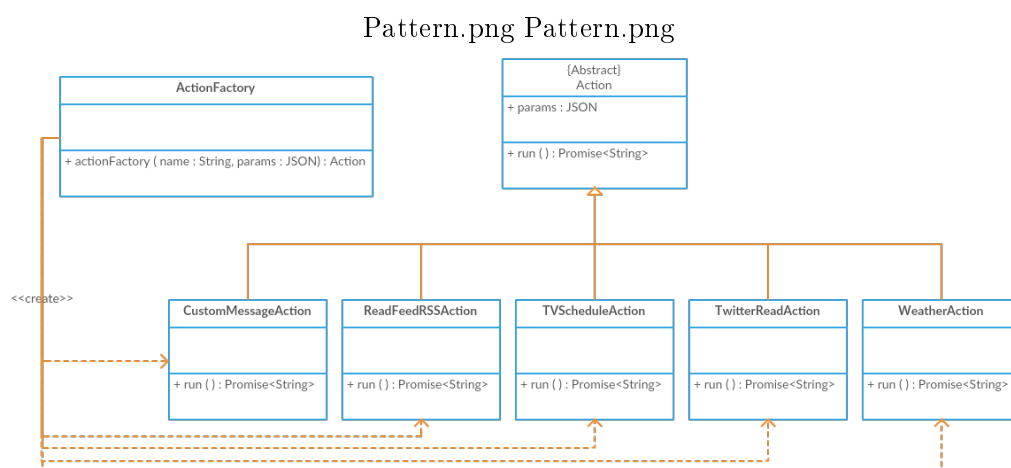 Pattern.png Pattern.png
ActionFactory
+ actionFactory ( name : String, params : JSON) : Action
{Abstract}
Action
+ params : JSON
+ run ( ) : Promise<String>
<<create>>
CustomMessageAction
+ run ( ) : Promise<String>
ReadFeedRSSAction
+ run ( ) : Promise<String>
TVScheduleAction
+ run ( ) : Promise<String>
TwitterReadAction
+ run ( ) : Promise<String>
WeatherAction
+ run ( ) : Promise<String>